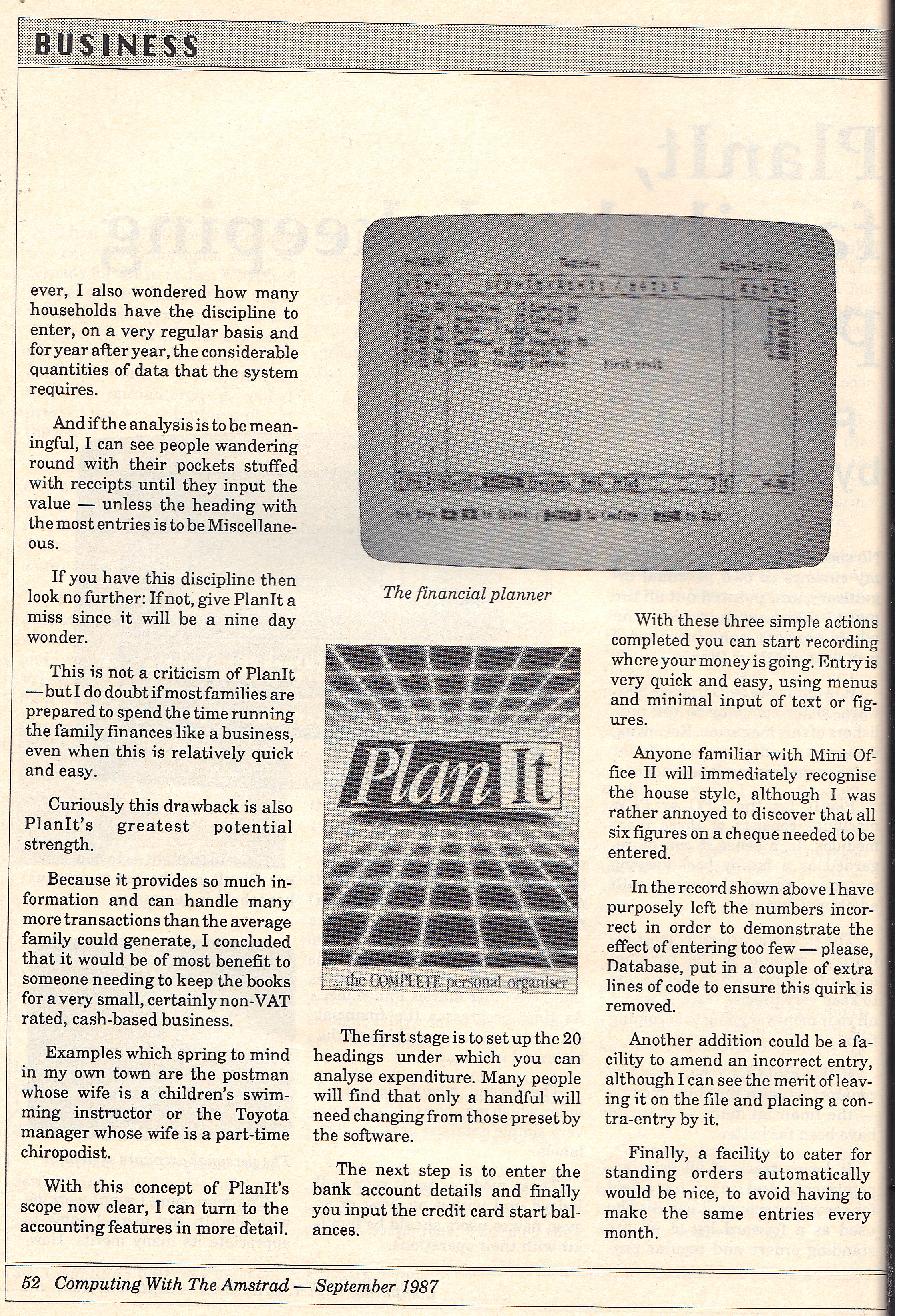 BUSINESS
ever, I also wondered how many
households have the discipline to
enter, on a very regular basis and
for year after year, the considerable
quantities of data that the system
requires.
And if the analysis is to be mean-
ingful, I can see people wandering
round with their pockets stuffed
with receipts until they input the
value — unless the heading with
the most entries is to be Miscellane-
ous.
If you have this discipline then
look no further: If not, give PlanIt a
miss since it will be a nine day
wonder.
This is not a criticism of PlanIt
— but I do doubt if most families are
prepared to spend the time running
the family finances like a business,
even when this is relatively quick
and easy.
Curiously this drawback is also
PlanIt's greatest potential
strength.
Because it provides so much in-
formation and can handle many
more transactions than the average
family could generate, I concluded
that it would be of most benefit to
someone needing to keep the books
for a very small, certainly non-VAT
rated, cash-based business.
Examples which spring to mind
in my own town are the postman
whose wife is a children's swim-
ming instructor or the Toyota
manager whose wife is a part-time
chiropodist.
With this concept of PlanIt's
scope now clear, I can turn to the
accounting features in more detail.
The financial planner
Plan It
... the COMPLETE personal organiser
The first stage is to set up the 20
headings under which you can
analyse expenditure. Many people
will find that only a handful will
need changing from those preset by
the software.
The next step is to enter the
bank account details and finally
you input the credit card start bal-
ances.
With these three simple actions
completed you can start recording
where your money is going. Entry is
very quick and easy, using menus
and minimal input of text or fig-
ures.
Anyone familiar with Mini Of-
fice II will immediately recognise
the house style, although I was
rather annoyed to discover that all
six figures on a cheque needed to be
entered.
In the record shown above I have
purposely left the numbers incor-
rect in order to demonstrate the
effect of entering too few — please,
Database, put in a couple of extra
lines of code to ensure this quirk is
removed.
Another addition could be a fa-
cility to amend an incorrect entry,
although I can see the merit of leav-
ing it on the file and placing a con-
tra-entry by it.
Finally, a facility to cater for
standing orders automatically
would be nice, to avoid having to
make the same entries every
month.
52 Computing With The Amstrad — September 1987